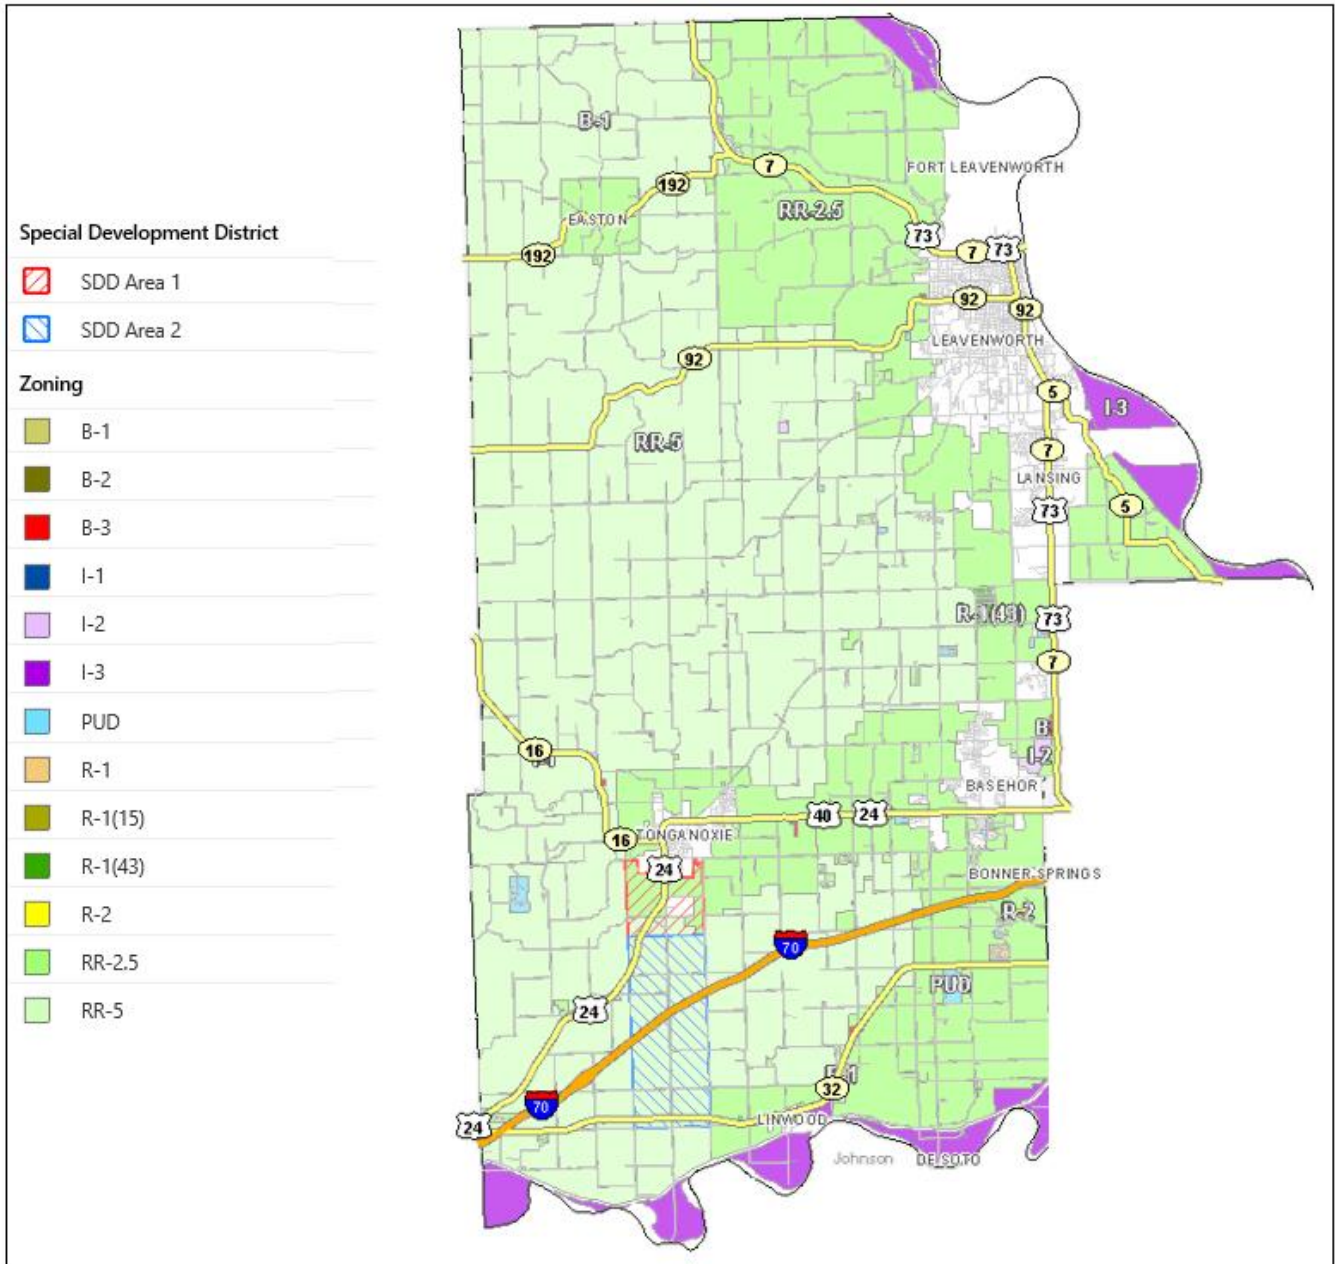 Special Development District
SDD Area 1
SDD Area 2
Zoning
B-1
B-2
B-3
I-1
I-2
I-3
PUD
R-1
R-1(15)
R-1(43)
R-2
RR-2.5
RR-5
B-1
FORT LEAVENWORTH
7
192
RR-2.5
EASTON
73
7
73
192
92
92
LEAVENWORTH
92
5
I-3
RR-5
7
LANSING
73
5
R-1(43)
73
7
B
16
I-2
BASEHOR
40
24
16
TONGANOXIE
24
BONNER SPRINGS
R-2
70
PUD
24
32
70
24
LINWOOD
Johnson
DE SOTO